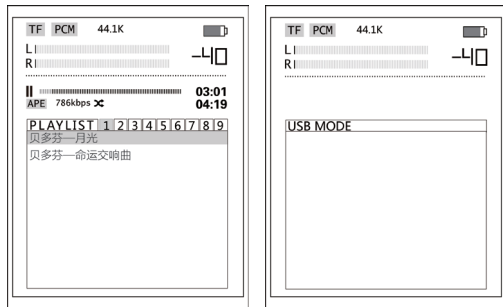 TF PCM 44.1K
L
R
-40
03:01
APE 786kbps 04:19
PLAYLIST 1 2 3 4 5 6 7 8 9
贝多芬—月光
贝多芬—命运交响曲
TF PCM 44.1K
L
R
-40
USB MODE